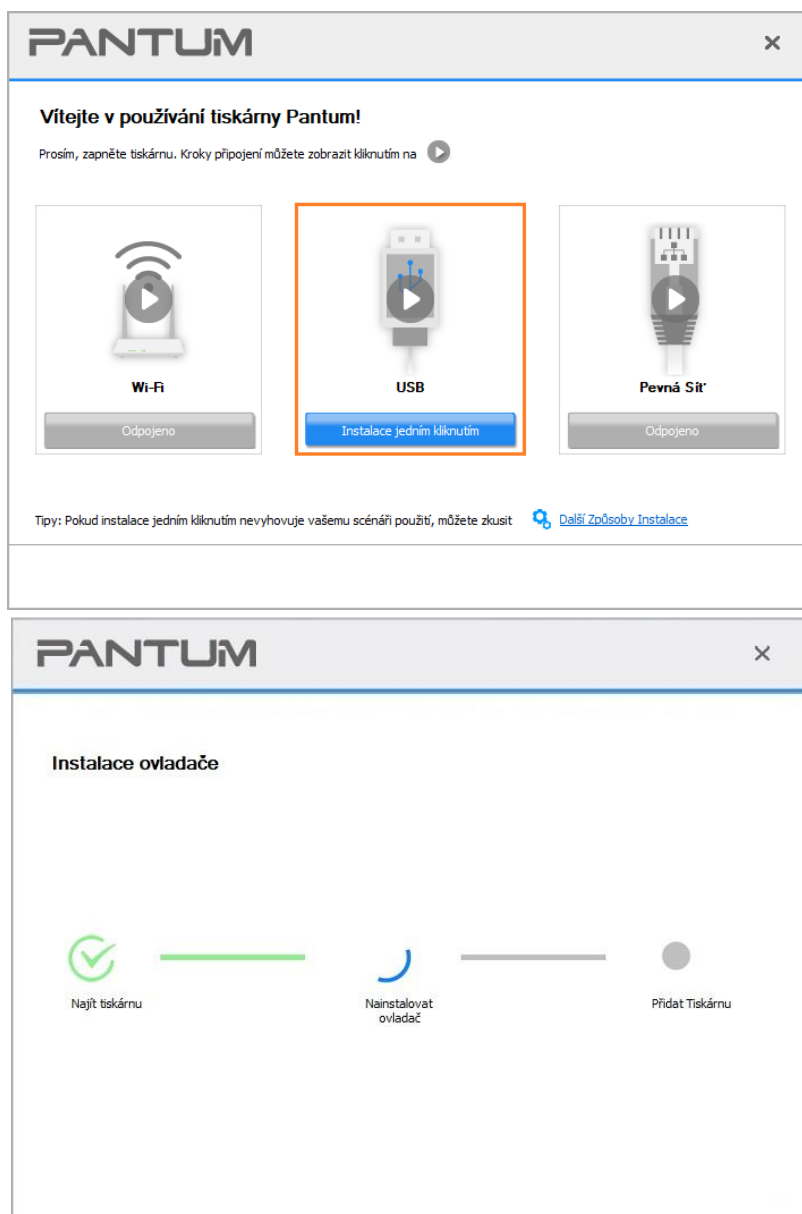 PANTUM
Vítejte v používání tiskárny Pantum!
Prosím, zapněte tiskárnu. Kroky připojení můžete zobrazit kliknutím na
Wi-Fi
USB
Pevná Síť
Odpojeno
Instalace jedním kliknutím
Odpojeno
Tipy: Pokud instalace jedním kliknutím nevyhovuje vašemu scénáři použití, můžete zkusit
Další Způsoby Instalace
PANTUM
Instalace ovladače
Najít tiskárnu
Nainstalovat
ovladač
Přidat Tiskárnu